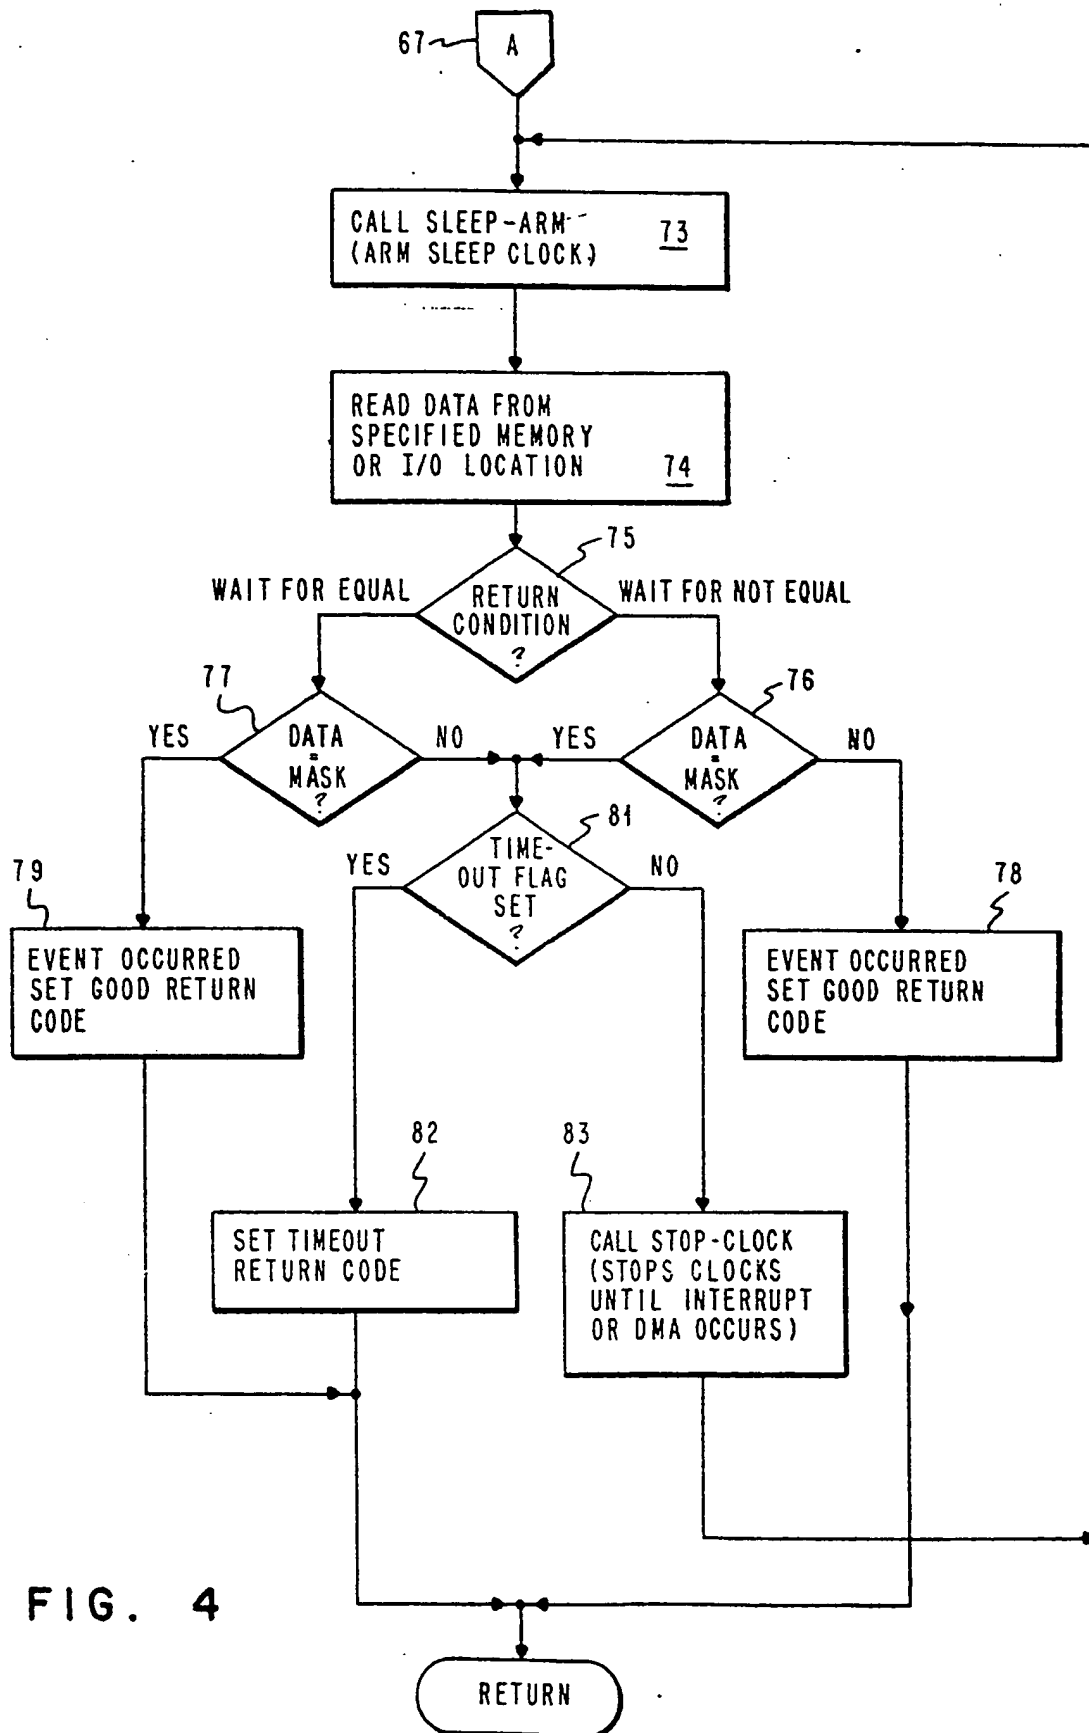 67
A
CALL SLEEP-ARM
(ARM SLEEP CLOCK)
73
READ DATA FROM
SPECIFIED MEMORY
OR I/O LOCATION
74
75
WAIT FOR EQUAL
RETURN
CONDITION
?
WAIT FOR NOT EQUAL
77
76
YES
DATA
=
MASK
?
NO
YES
DATA
=
MASK
?
NO
81
YES
TIME-
OUT FLAG
SET
?
NO
79
78
EVENT OCCURRED
SET GOOD RETURN
CODE
EVENT OCCURRED
SET GOOD RETURN
CODE
82
83
SET TIMEOUT
RETURN CODE
CALL STOP-CLOCK
(STOPS CLOCKS
UNTIL INTERRUPT
OR DMA OCCURS)
FIG. 4
RETURN